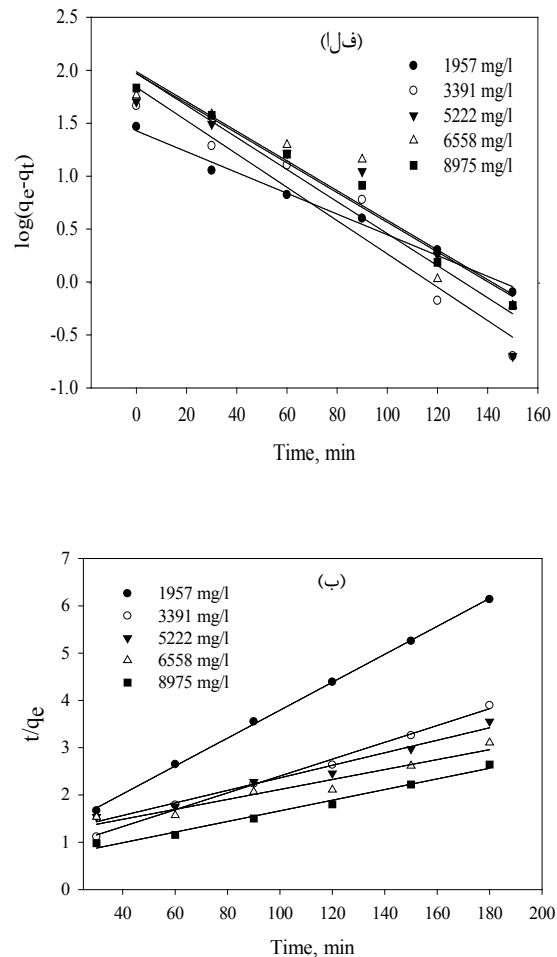 (الف)
1957 mg/l
3391 mg/l
5222 mg/l
6558 mg/l
8975 mg/l
log(qₑ-qₜ)
2.0
1.5
1.0
0.5
0.0
-0.5
-1.0
0 20 40 60 80 100 120 140 160
Time, min
(ب)
1957 mg/l
3391 mg/l
5222 mg/l
6558 mg/l
8975 mg/l
t/qₑ
7
6
5
4
3
2
1
0
40 60 80 100 120 140 160 180 200
Time, min